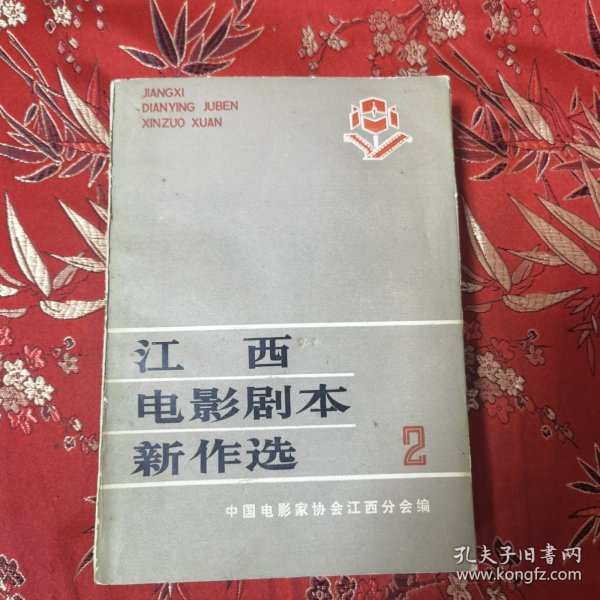 JIANGXI
DIANYING JUBEN
XINZUO XUAN
江西
电影剧本
新作选
2
中国电影家协会江西分会编
孔夫子旧书网
www.kongfz.com